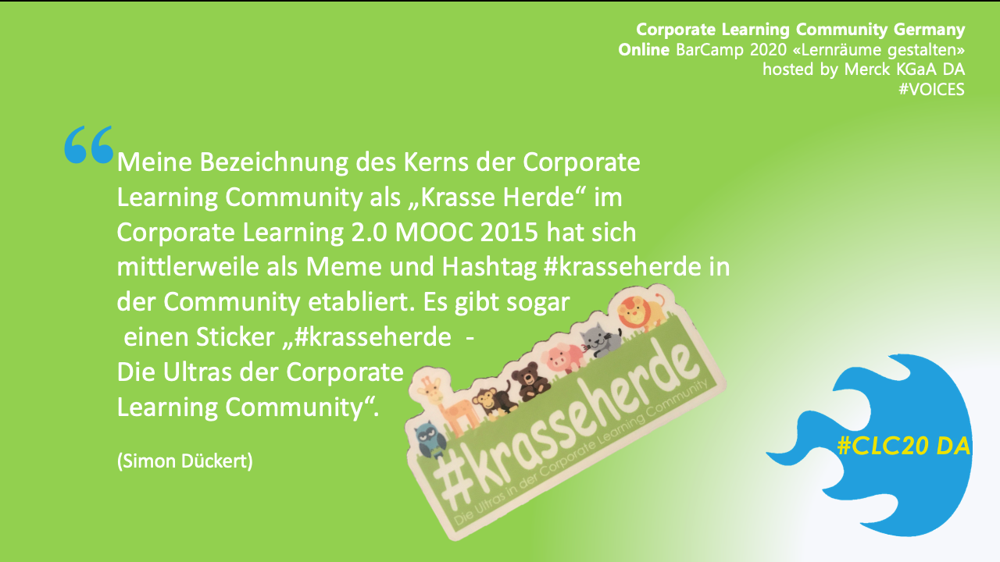 Corporate Learning Community Germany
Online BarCamp 2020 «Lernräume gestalten»
hosted by Merck KGaA DA
#VOICES
“
Meine Bezeichnung des Kerns der Corporate
Learning Community als „Krasse Herde“ im
Corporate Learning 2.0 MOOC 2015 hat sich
mittlerweile als Meme und Hashtag #krasseherde in
der Community etabliert. Es gibt sogar
einen Sticker „#krasseherde -
Die Ultras der Corporate
Learning Community“.
(Simon Dückert)
#krasseherde
Die Ultras in der Corporate Learning Community
#CLC20 DA